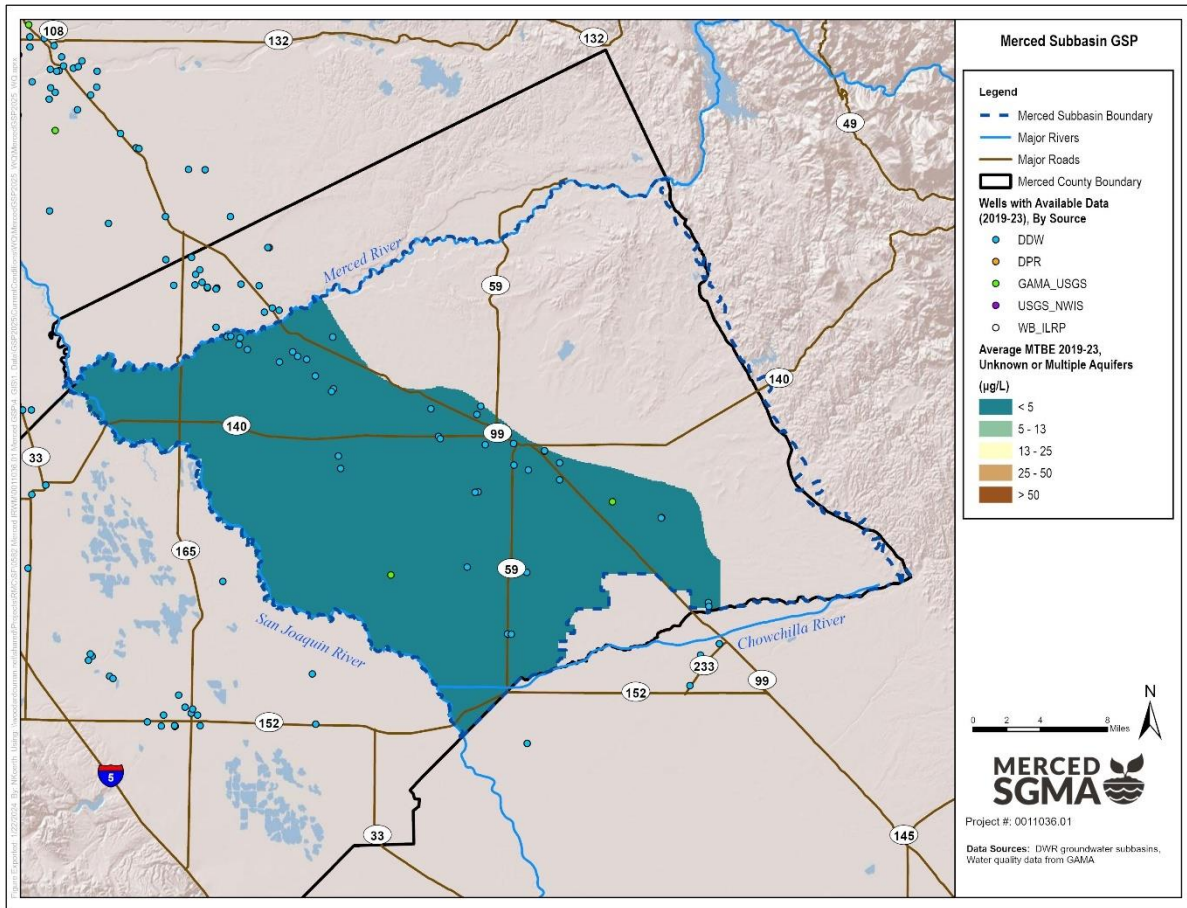 Merced Subbasin GSP
Legend
Merced Subbasin Boundary
Major Rivers
Major Roads
Merced County Boundary
Wells with Available Data
(2019-23), By Source
DDW
DPR
GAMA_USGS
USGS_NWIS
WB_ILRP
Average MTBE 2019-23,
Unknown or Multiple Aquifers
(µg/L)
< 5
5 - 13
13 - 25
25 - 50
> 50
108
132
132
49
Merced River
59
140
140
99
33
165
59
San Joaquin River
Chowchilla River
233
99
152
152
5
33
145
N
0 2 4 8
Miles
MERCED
SGMA
Project #: 0011036.01
Data Sources: DWR groundwater subbasins,
Water quality data from GAMA